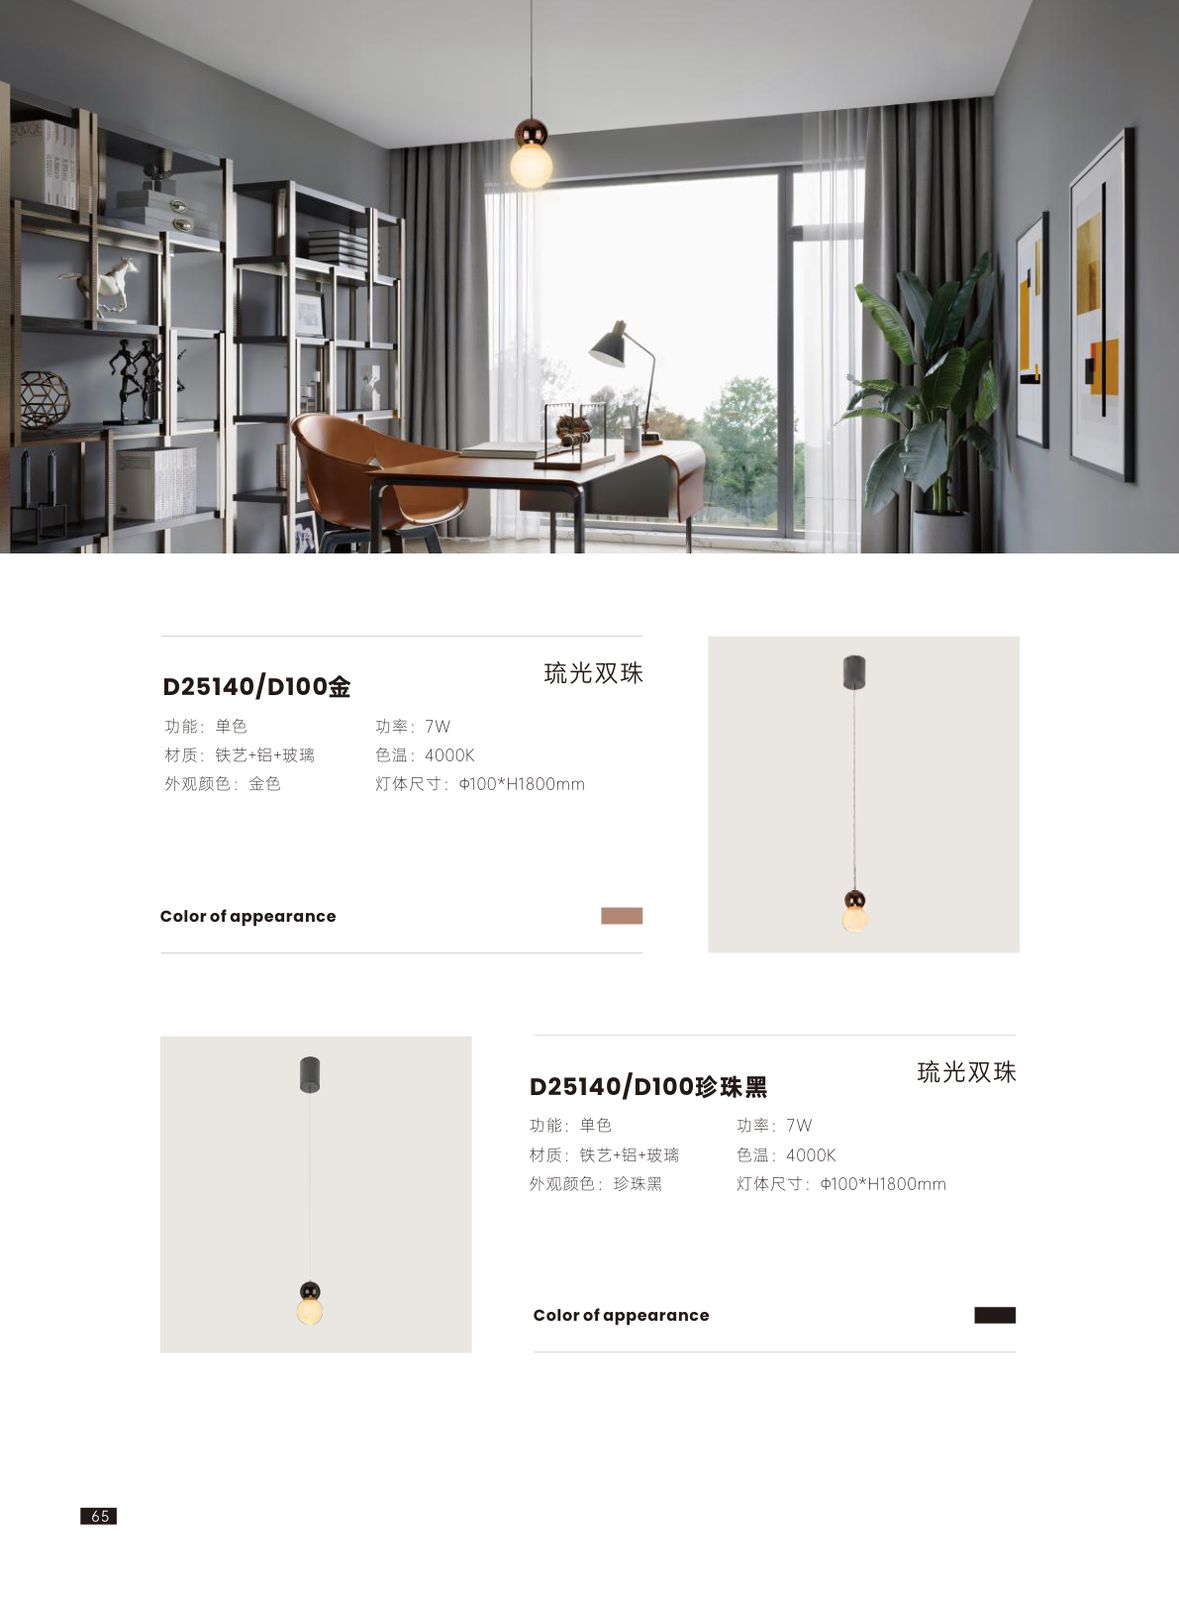 D25140/D100金
琉光双珠
功能：单色
功率：7W
材质：铁艺+铝+玻璃
色温：4000K
外观颜色：金色
灯体尺寸：Φ100*H1800mm
Color of appearance
D25140/D100珍珠黑
琉光双珠
功能：单色
功率：7W
材质：铁艺+铝+玻璃
色温：4000K
外观颜色：珍珠黑
灯体尺寸：Φ100*H1800mm
Color of appearance
65